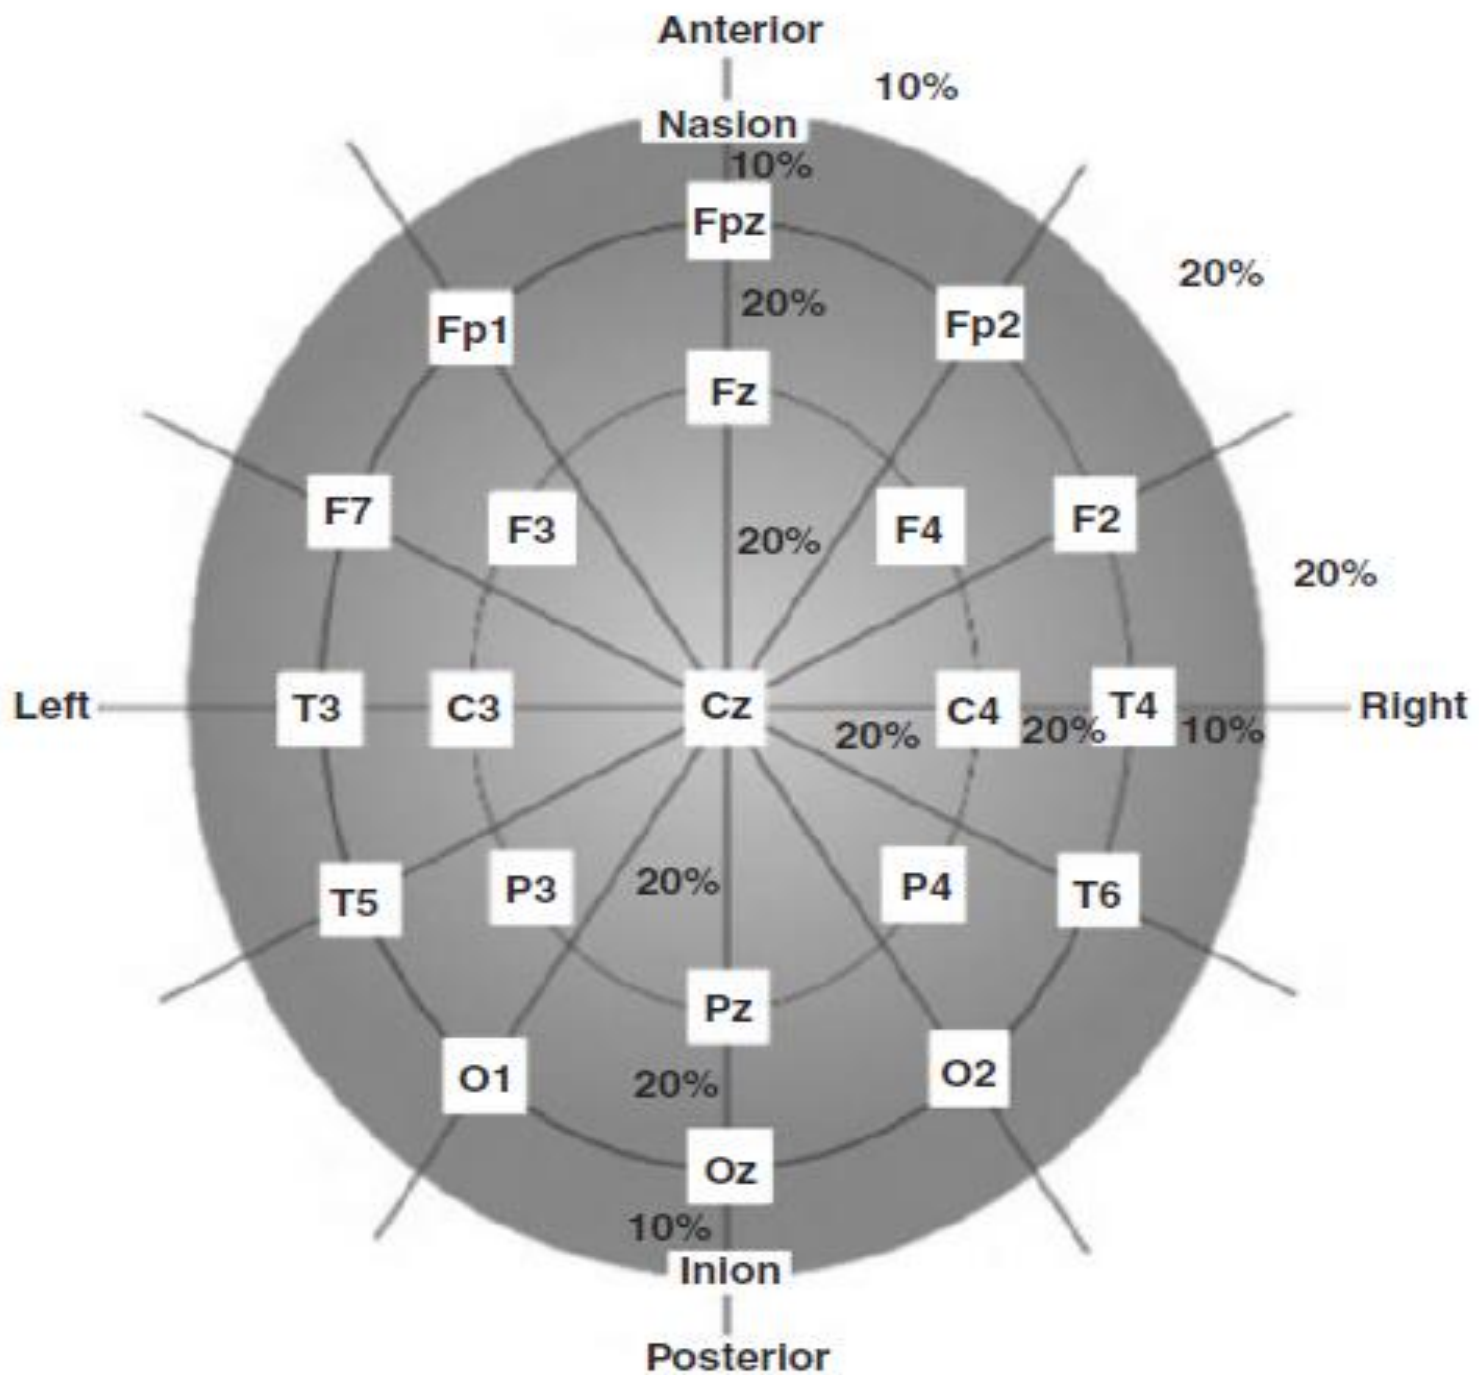 Anterior
10%
Nasion
10%
Fpz
20%
20%
Fp1
Fp2
Fz
F7
F3
20%
F4
F2
20%
Left
T3
C3
Cz
20%
C4
20%
T4
10%
Right
T5
P3
20%
P4
T6
Pz
O1
20%
O2
Oz
10%
Inion
Posterior